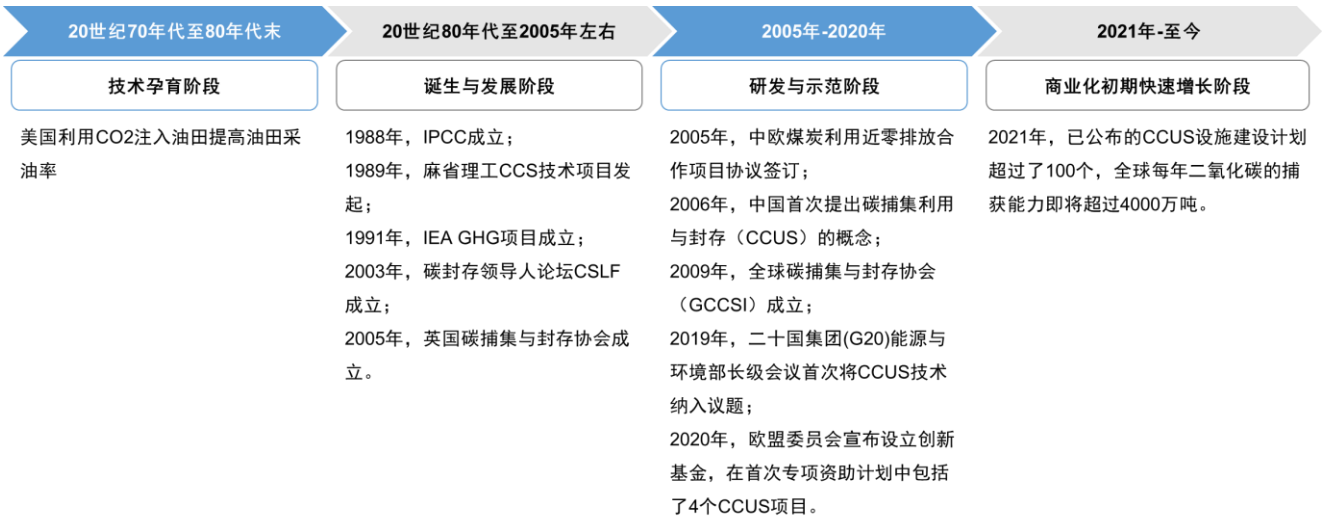 20世纪70年代至80年代末
20世纪80年代至2005年左右
2005年-2020年
2021年-至今
技术孕育阶段
诞生与发展阶段
研发与示范阶段
商业化初期快速增长阶段
美国利用CO2注入油田提高油田采
油率
1988年，IPCC成立；
1989年，麻省理工CCS技术项目发
起；
1991年，IEA GHG项目成立；
2003年，碳封存领导人论坛CSLF
成立；
2005年，英国碳捕集与封存协会成
立。
2005年，中欧煤炭利用近零排放合
作项目协议签订；
2006年，中国首次提出碳捕集利用
与封存（CCUS）的概念；
2009年，全球碳捕集与封存协会
（GCCSI）成立；
2019年，二十国集团(G20)能源与
环境部长级会议首次将CCUS技术
纳入议题；
2020年，欧盟委员会宣布设立创新
基金，在首次专项资助计划中包括
了4个CCUS项目。
2021年，已公布的CCUS设施建设计划
超过了100个，全球每年二氧化碳的捕
获能力即将超过4000万吨。